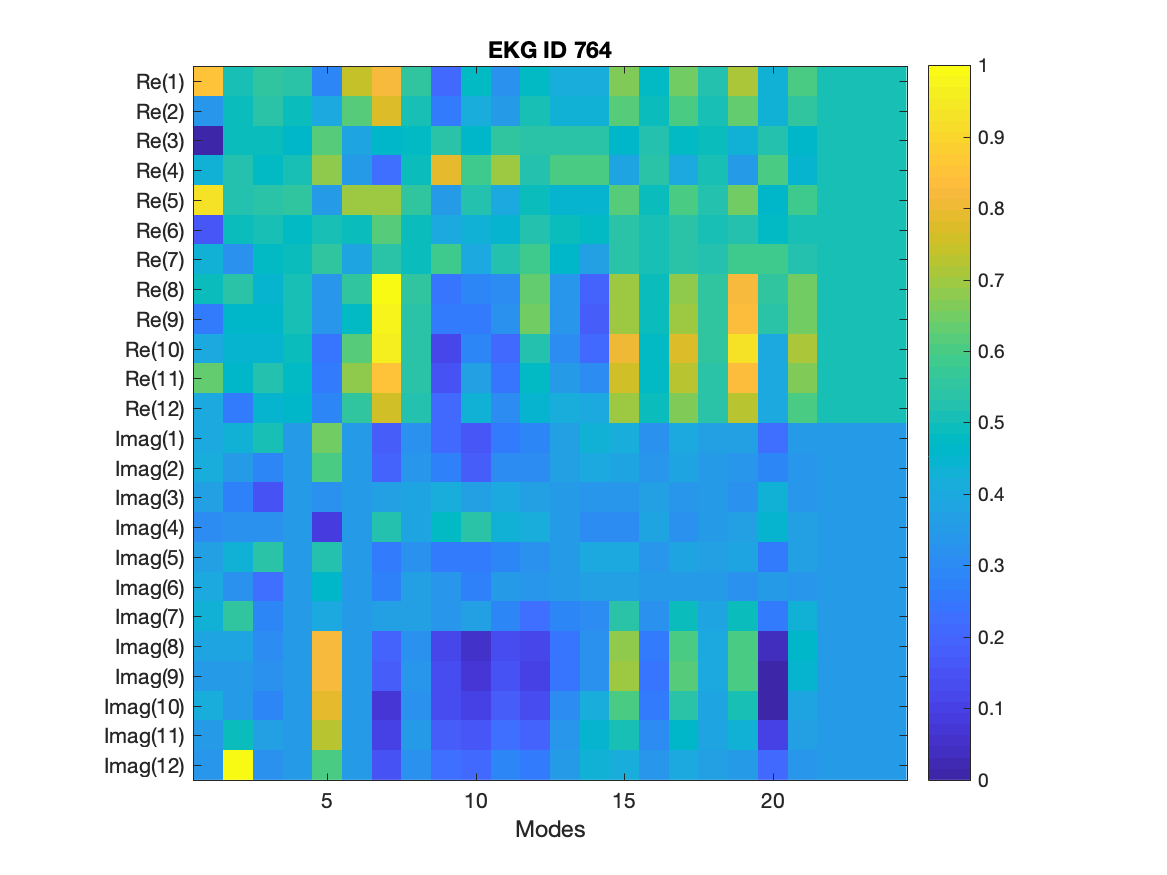 EKG ID 764
Re(1)
Re(2)
Re(3)
Re(4)
Re(5)
Re(6)
Re(7)
Re(8)
Re(9)
Re(10)
Re(11)
Re(12)
Imag(1)
Imag(2)
Imag(3)
Imag(4)
Imag(5)
Imag(6)
Imag(7)
Imag(8)
Imag(9)
Imag(10)
Imag(11)
Imag(12)
5 10 15 20
Modes
1
0.9
0.8
0.7
0.6
0.5
0.4
0.3
0.2
0.1
0